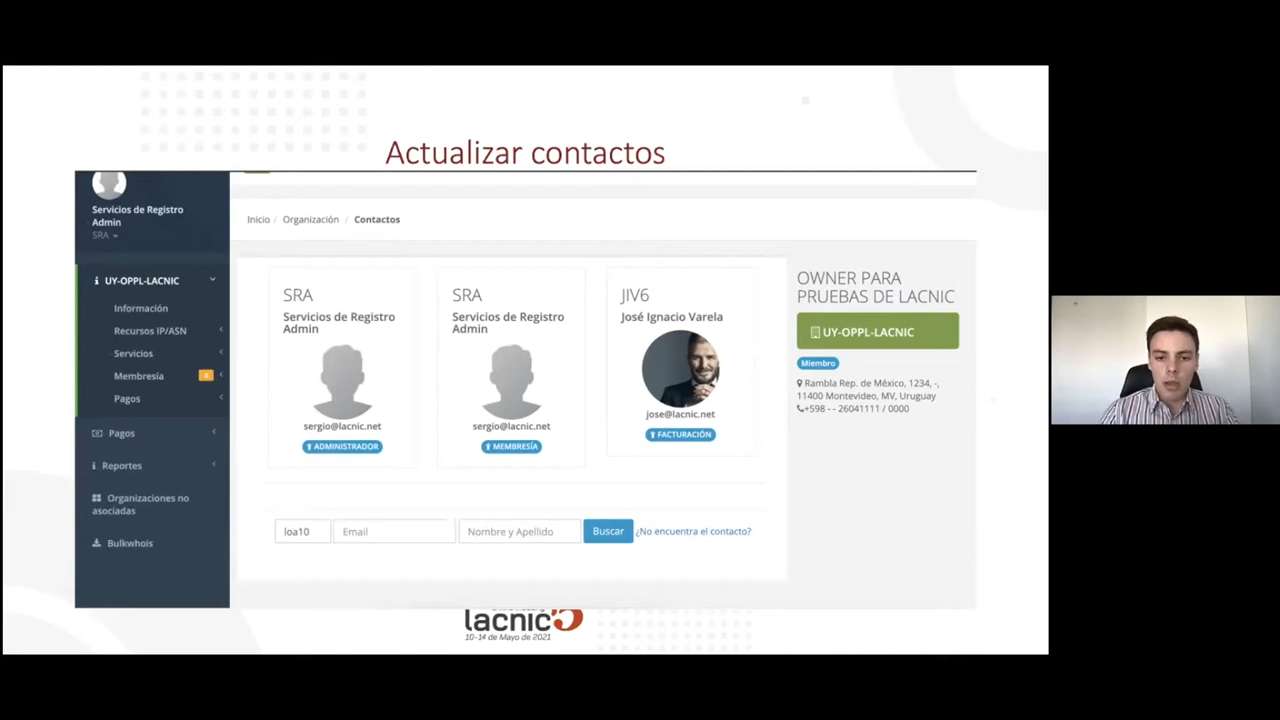 Actualizar contactos
Servicios de Registro
Admin
SRA
UY-OPPL-LACNIC
Información
Recursos IP/ASN
Servicios
Membresía
Pagos
Pagos
Reportes
Organizaciones no
asociadas
Bulkwhois
Inicio / Organización / Contactos
SRA
Servicios de Registro
Admin
sergio@lacnic.net
ADMINISTRADOR
SRA
Servicios de Registro
Admin
sergio@lacnic.net
MEMBRESÍA
JIV6
José Ignacio Varela
jose@lacnic.net
FACTURACIÓN
loa10 Email Nombre y Apellido Buscar ¿No encuentra el contacto?
OWNER PARA
PRUEBAS DE LACNIC
UY-OPPL-LACNIC
Miembro
Rambla Rep. de México, 1234, -,
11400 Montevideo, MV, Uruguay
+598 - - 26041111 / 0000
lacnic 35
10-14 de Mayo de 2021